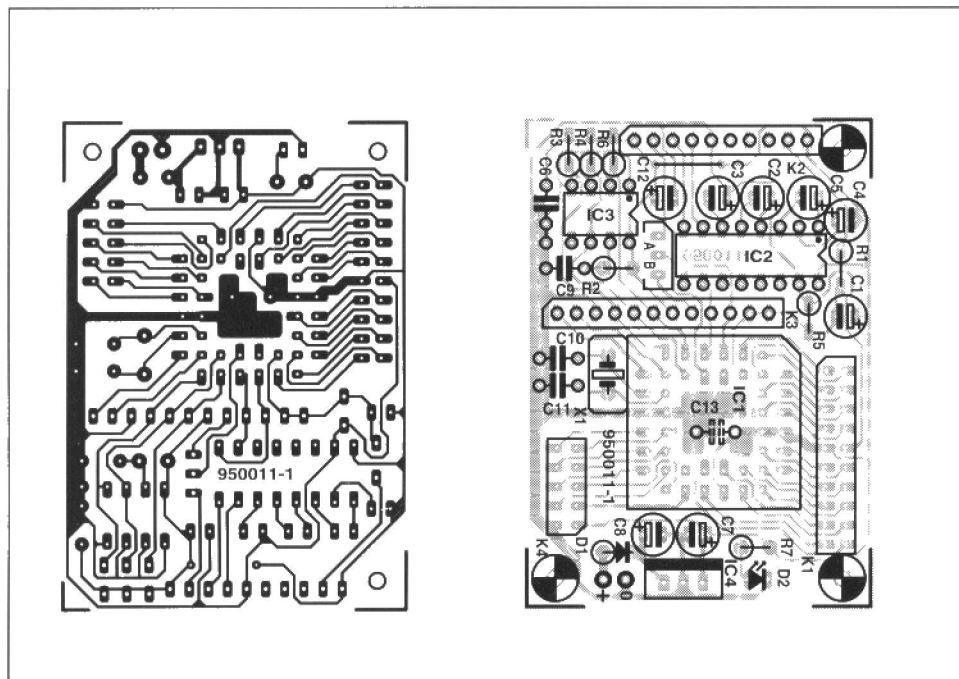 950011-1
R3
R4
R6
C6
C12
C3
C2
K2
C5
C4
IC3
A
B
IC2
R1
C9
R2
C1
K3
R5
C10
C11
X1
IC1
C13
950011-1
K4
D1
C8
C7
R7
K1
IC4
D2
+
0